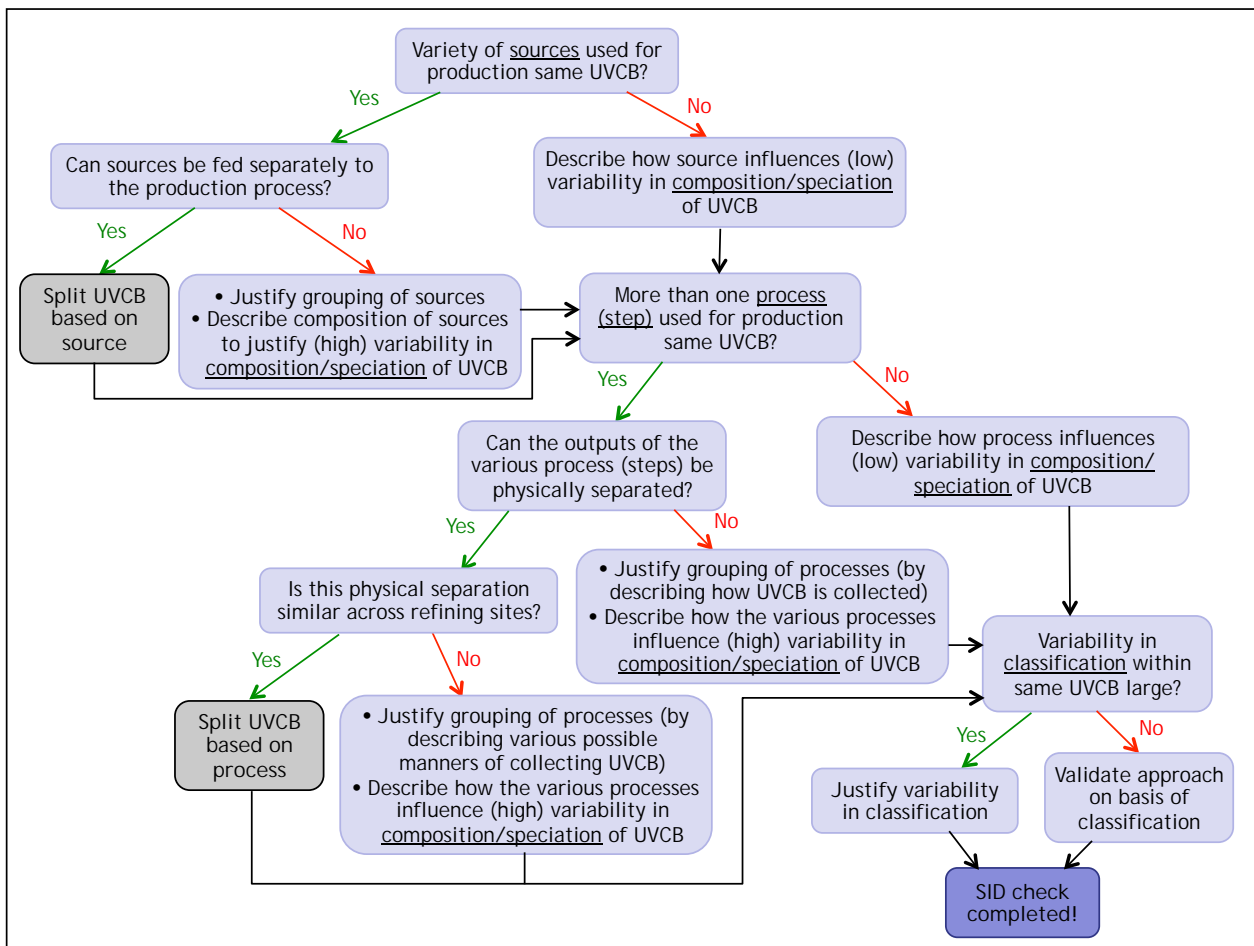 Variety of sources used for
production same UVCB?
Yes
No
Can sources be fed separately to
the production process?
Describe how source influences (low)
variability in composition/speciation
of UVCB
Yes
No
Split UVCB
based on
source
• Justify grouping of sources
• Describe composition of sources
to justify (high) variability in
composition/speciation of UVCB
More than one process
(step) used for production
same UVCB?
Yes
No
Can the outputs of the
various process (steps) be
physically separated?
Describe how process influences
(low) variability in composition/
speciation of UVCB
Yes
No
Is this physical separation
similar across refining sites?
• Justify grouping of processes (by
describing how UVCB is collected)
• Describe how the various processes
influence (high) variability in
composition/speciation of UVCB
Variability in
classification within
same UVCB large?
Yes
No
Split UVCB
based on
process
• Justify grouping of processes (by
describing various possible
manners of collecting UVCB)
• Describe how the various processes
influence (high) variability in
composition/speciation of UVCB
Yes
No
Justify variability
in classification
Validate approach
on basis of
classification
SID check
completed!